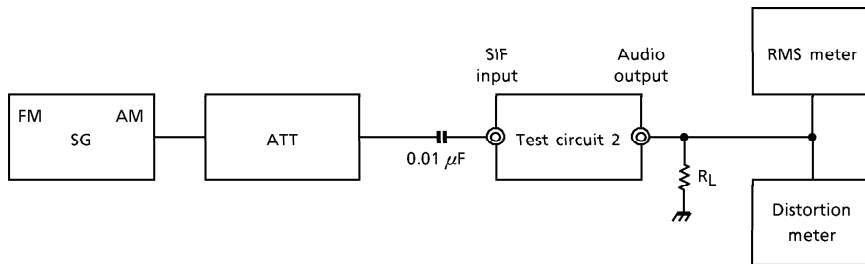 FM
AM
SG
ATT
0.01 μF
SIF
input
Test circuit 2
Audio
output
RL
RMS meter
Distortion
meter